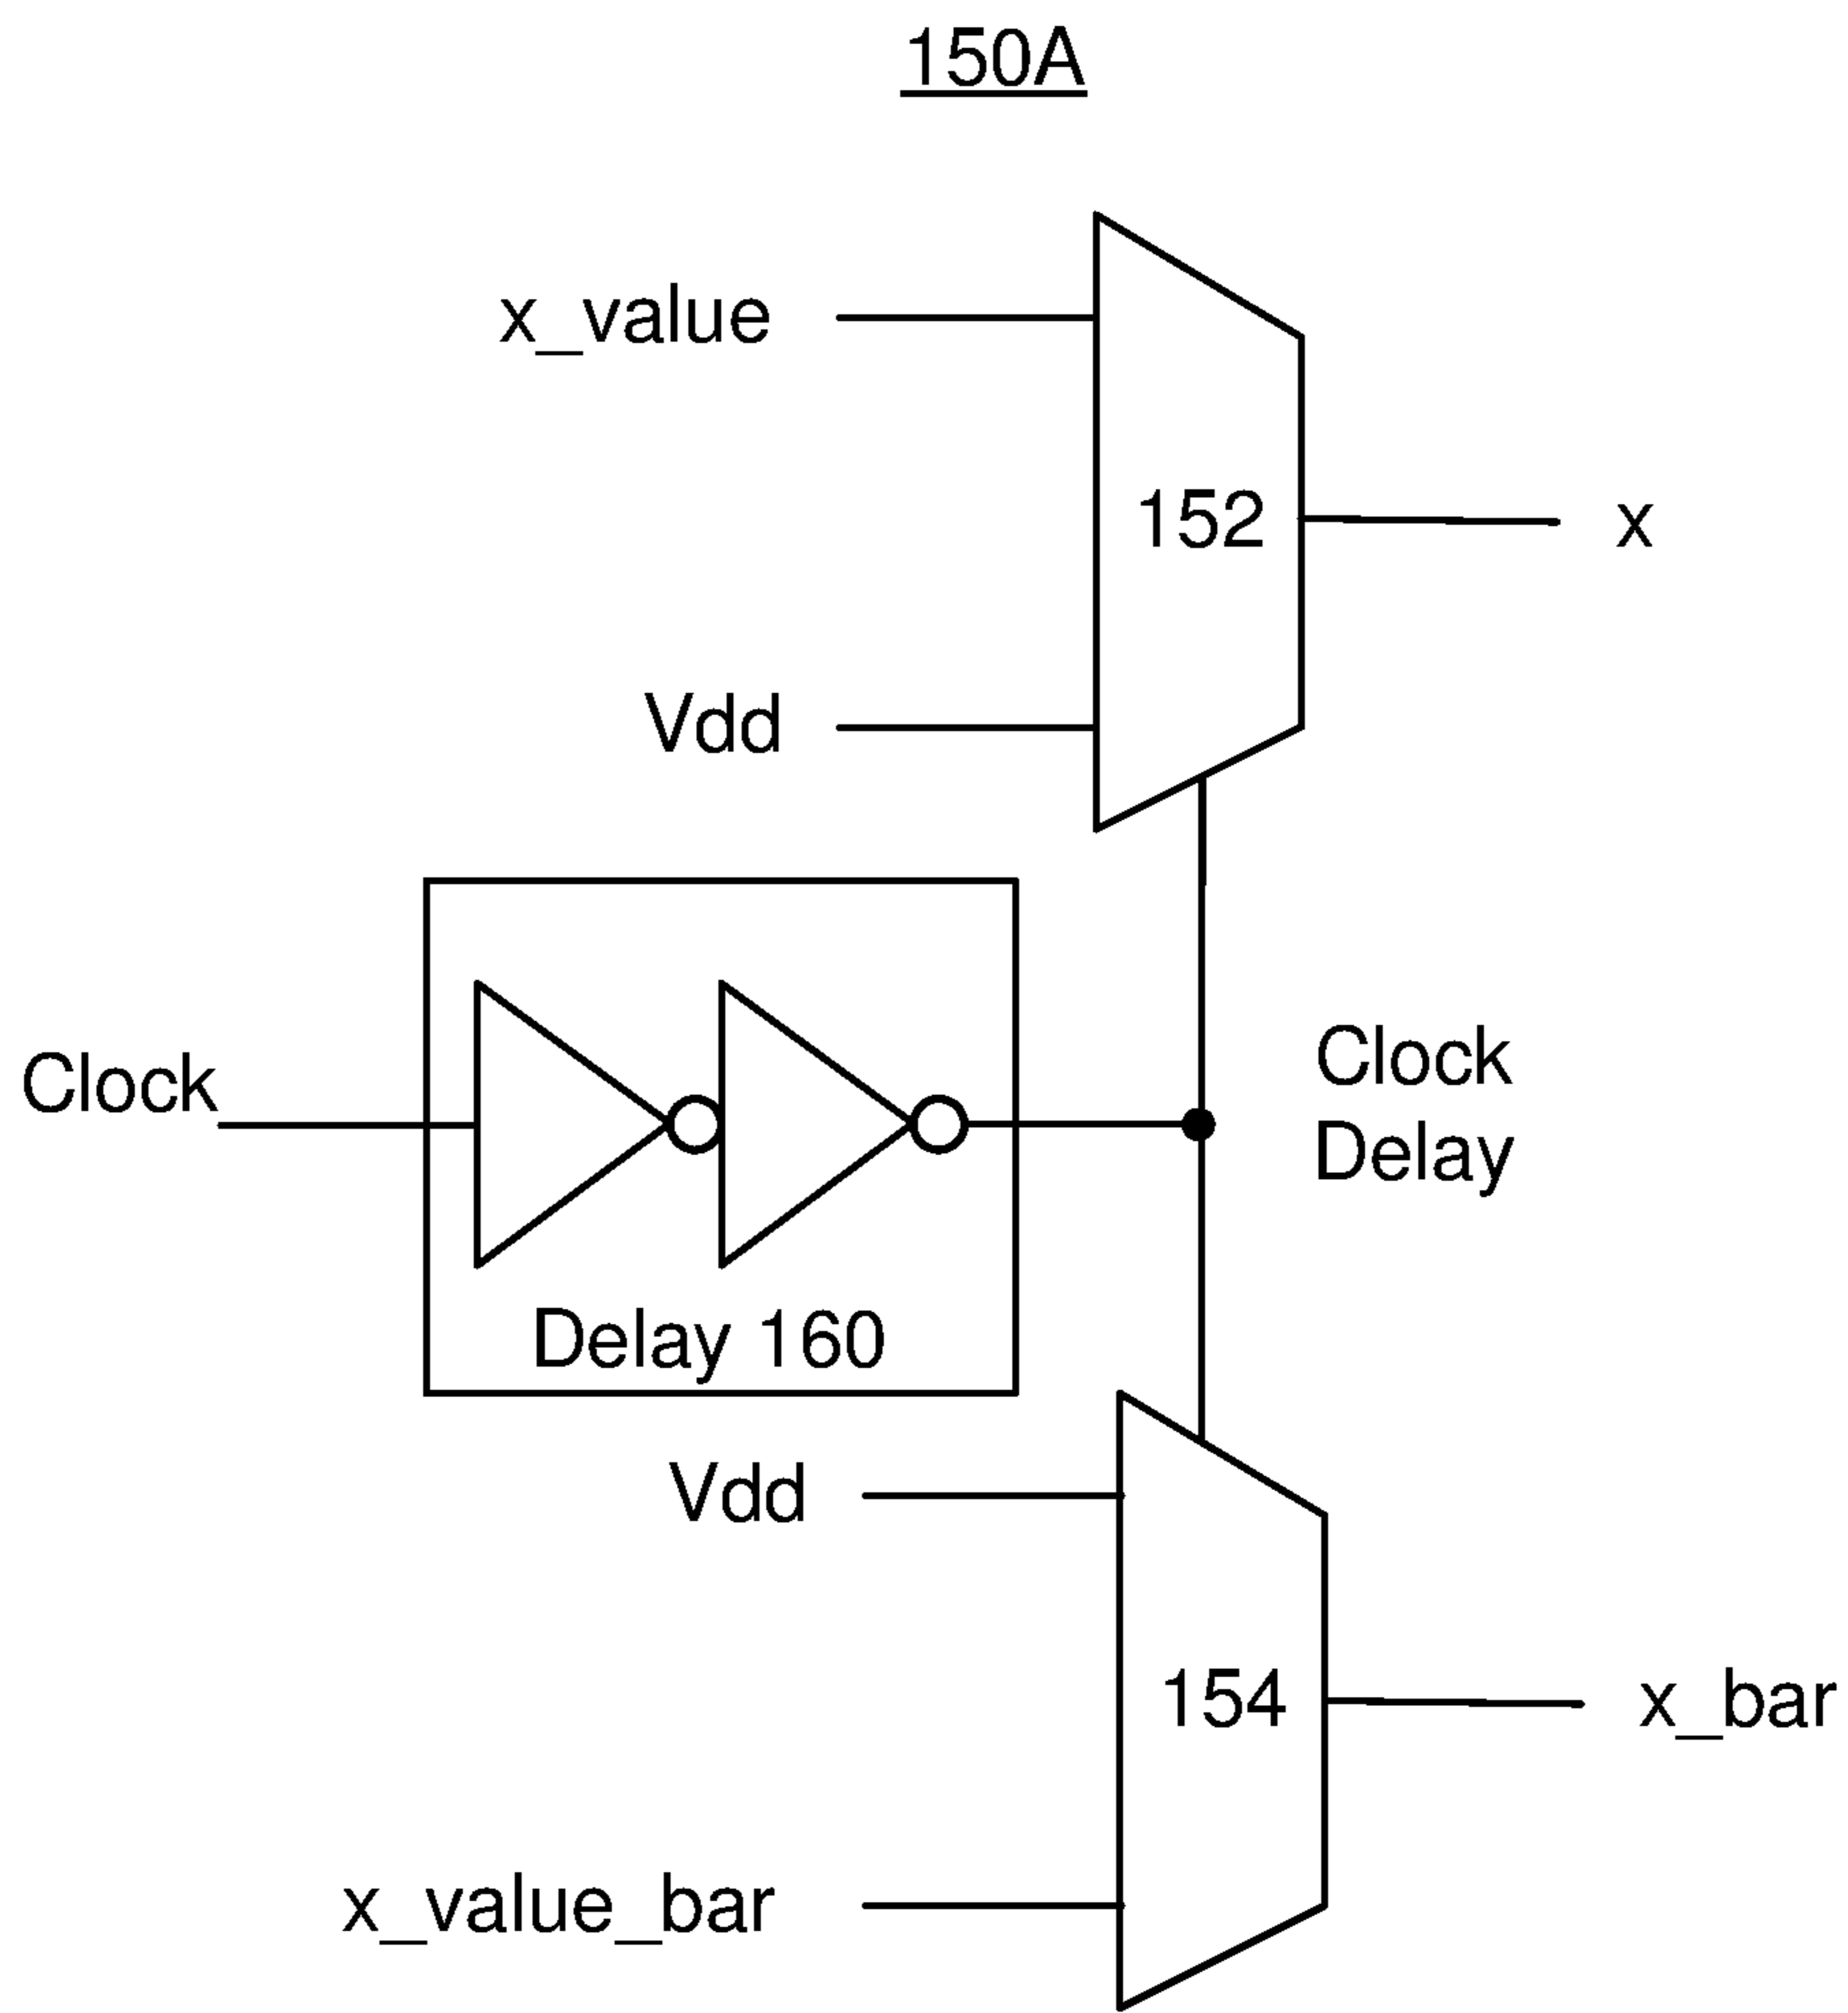 150A
x_value
152
x
Vdd
Clock
Clock
Delay
Delay 160
Vdd
154
x_bar
x_value_bar